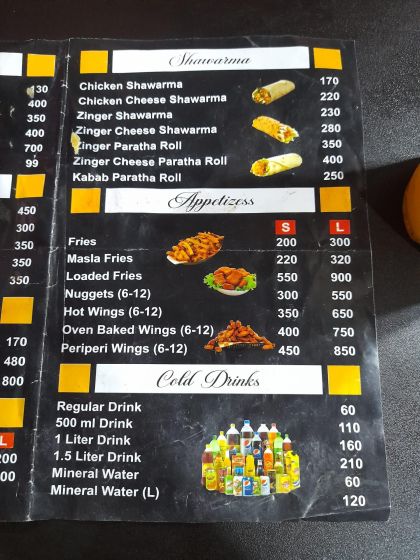 400
350
400
700
450
300
350
350
350
170
480
800
L
Shawarma
Chicken Shawarma 170
Chicken Cheese Shawarma 220
Zinger Shawarma 230
Zinger Cheese Shawarma 280
Zinger Paratha Roll 350
Zinger Cheese Paratha Roll 400
Kabab Paratha Roll 250
Appetizess
S L
Fries 200 300
Masla Fries 220 320
Loaded Fries 550 900
Nuggets (6-12) 300 550
Hot Wings (6-12) 350 650
Oven Baked Wings (6-12) 400 750
Periperi Wings (6-12) 450 850
Cold Drinks
Regular Drink 60
500 ml Drink 110
1 Liter Drink 160
1.5 Liter Drink 210
Mineral Water 60
Mineral Water (L) 120